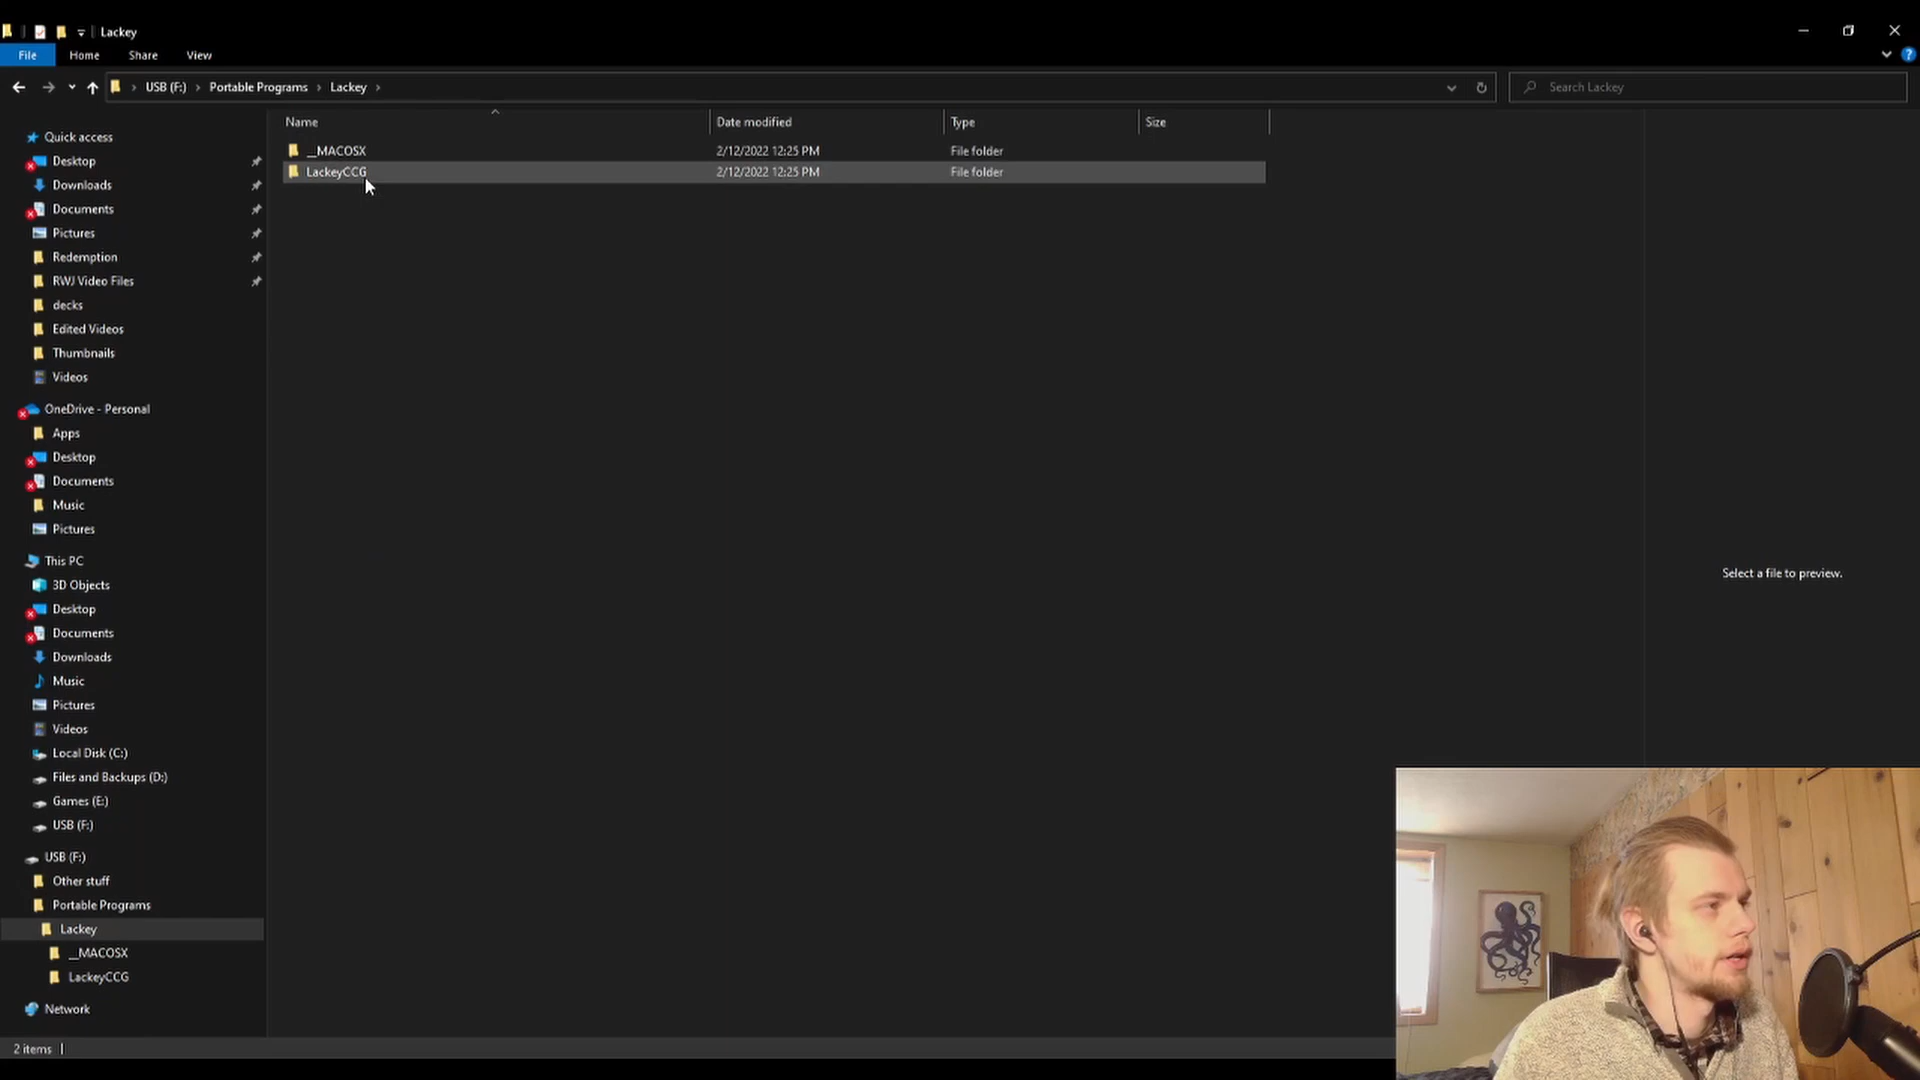 Lackey
File Home Share View
USB (F:) Portable Programs Lackey
Search Lackey
Name Date modified Type Size
__MACOSX 2/12/2022 12:25 PM File folder
LackeyCCG 2/12/2022 12:25 PM File folder
Quick access
Desktop
Downloads
Documents
Pictures
Redemption
RWJ Video Files
decks
Edited Videos
Thumbnails
Videos
OneDrive - Personal
Apps
Desktop
Documents
Music
Pictures
This PC
3D Objects
Desktop
Documents
Downloads
Music
Pictures
Videos
Local Disk (C:)
Files and Backups (D:)
Games (E:)
USB (F:)
USB (F:)
Other stuff
Portable Programs
Lackey
__MACOSX
LackeyCCG
Network
Select a file to preview.
2 items